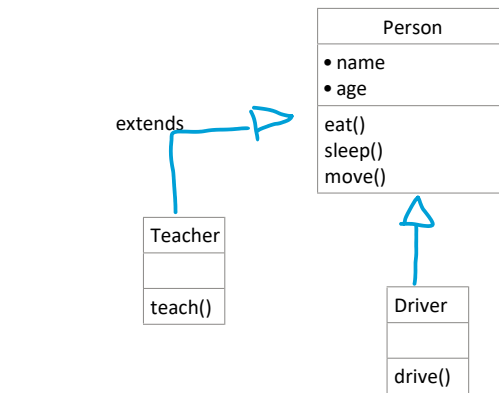 Person
• name
• age
eat()
sleep()
move()
extends
Teacher
teach()
Driver
drive()